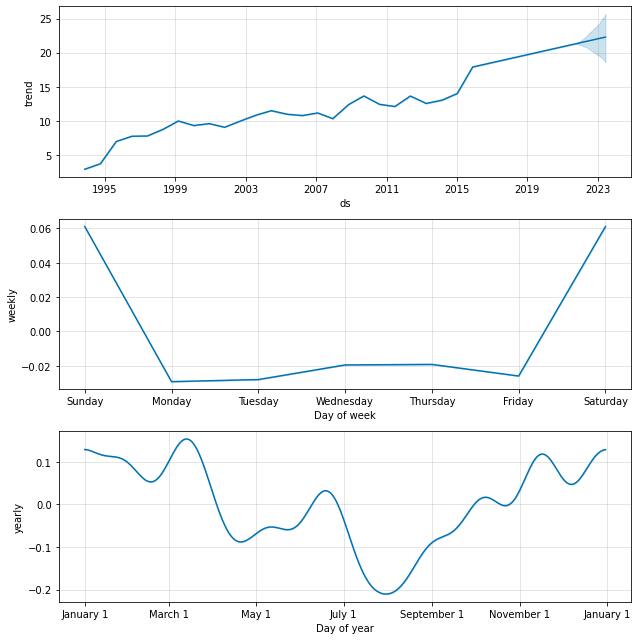 25
20
15
10
5
trend
1995 1999 2003 2007 2011 2015 2019 2023
ds
0.06
0.04
0.02
0.00
−0.02
weekly
Sunday Monday Tuesday Wednesday Thursday Friday Saturday
Day of week
0.1
0.0
−0.1
−0.2
yearly
January 1 March 1 May 1 July 1 September 1 November 1 January 1
Day of year